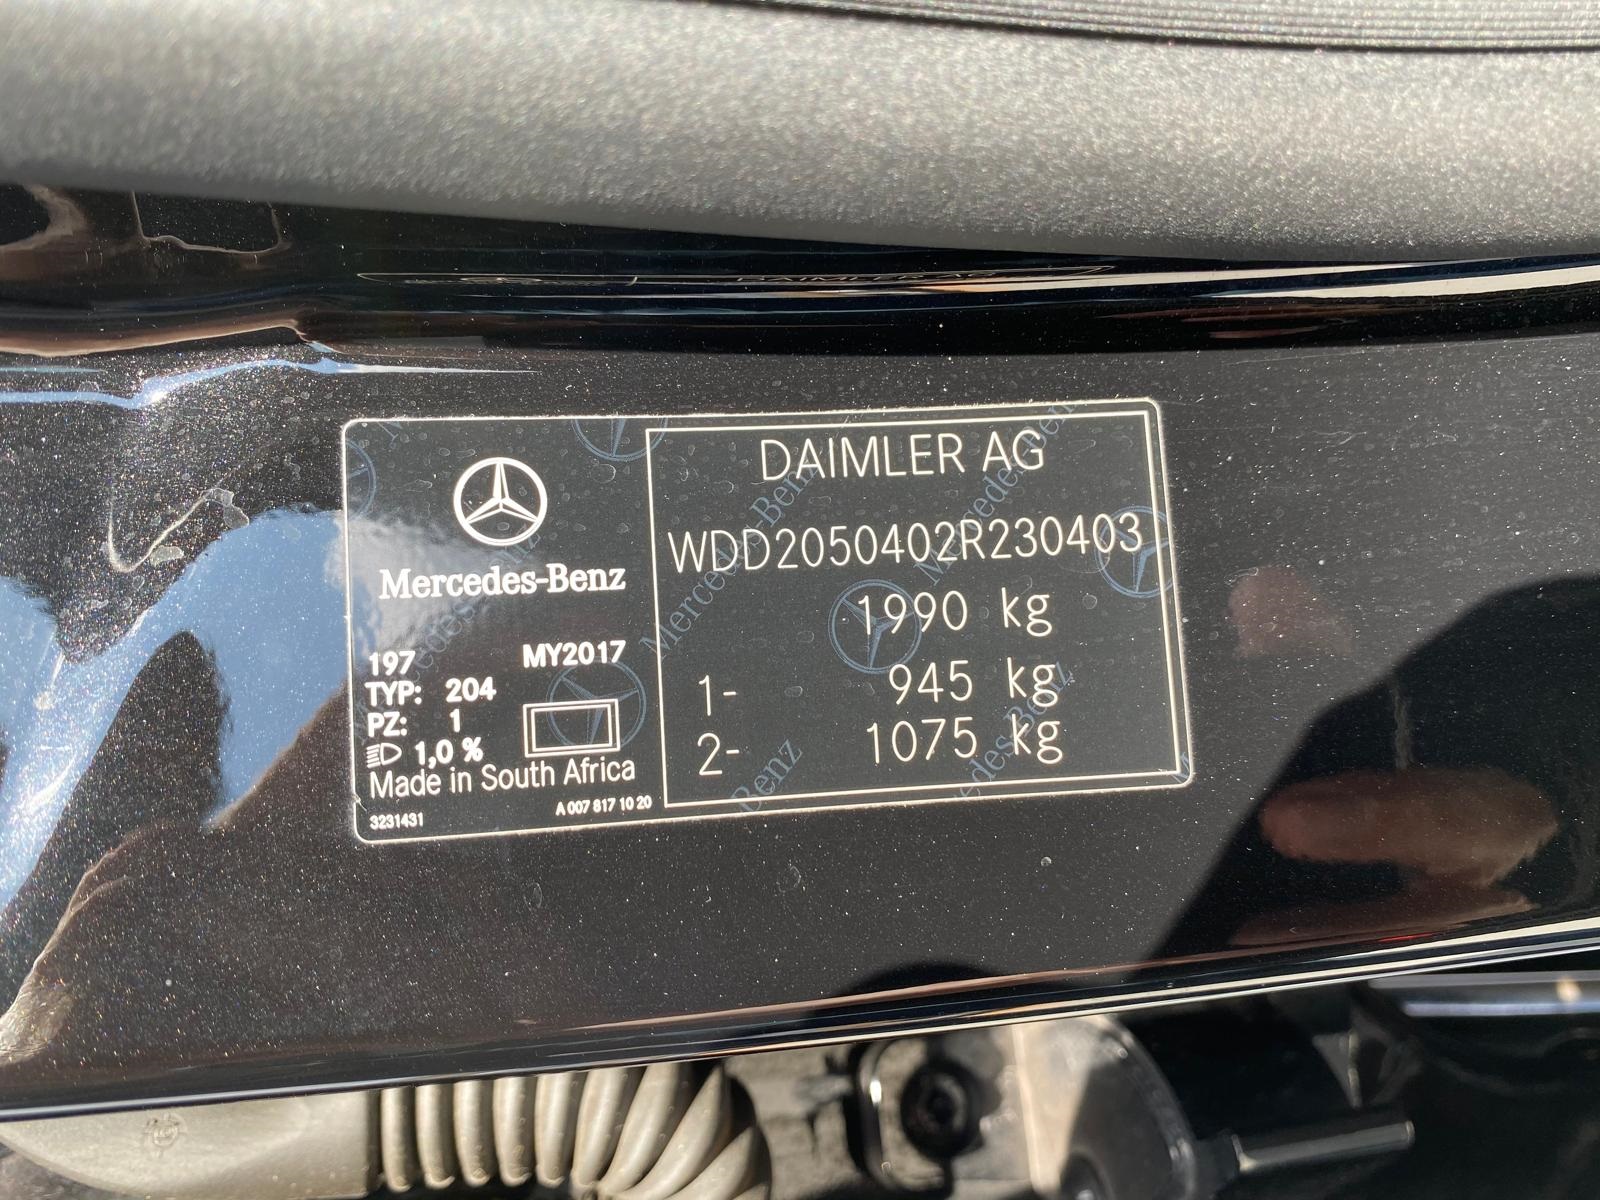 Mercedes-Benz
197 MY2017
TYP: 204
PZ: 1
1,0 %
Made in South Africa
3231431 A 007 817 10 20
DAIMLER AG
WDD2050402R230403
1990 kg
1- 945 kg
2- 1075 kg